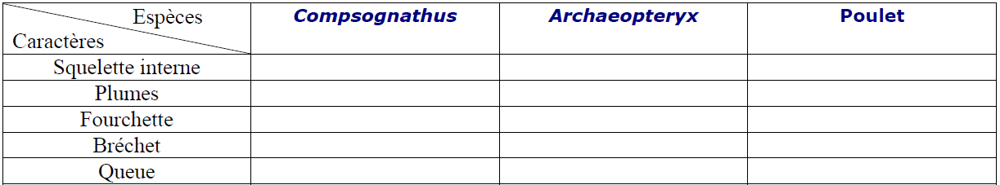 Espèces
Caractères
Compsognathus
Archaeopteryx
Poulet
Squelette interne
Plumes
Fourchette
Bréchet
Queue